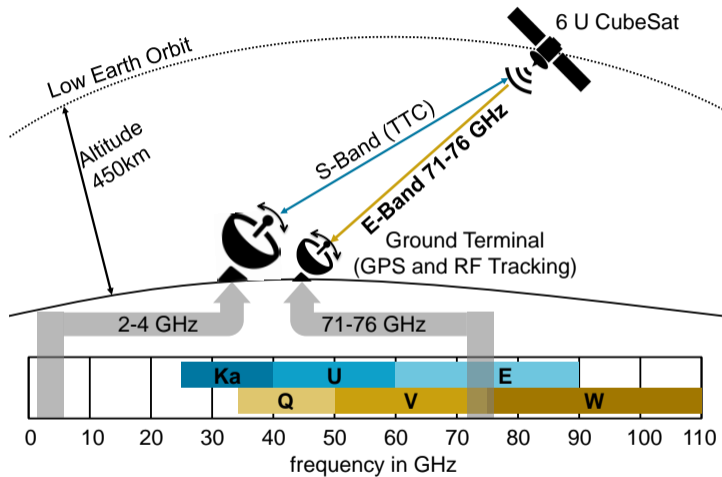 6 U CubeSat
Low Earth Orbit
Altitude
450km
S-Band (TTC)
E-Band 71-76 GHz
Ground Terminal
(GPS and RF Tracking)
2-4 GHz
71-76 GHz
Ka
U
E
Q
V
W
0 10 20 30 40 50 60 70 80 90 100 110
frequency in GHz